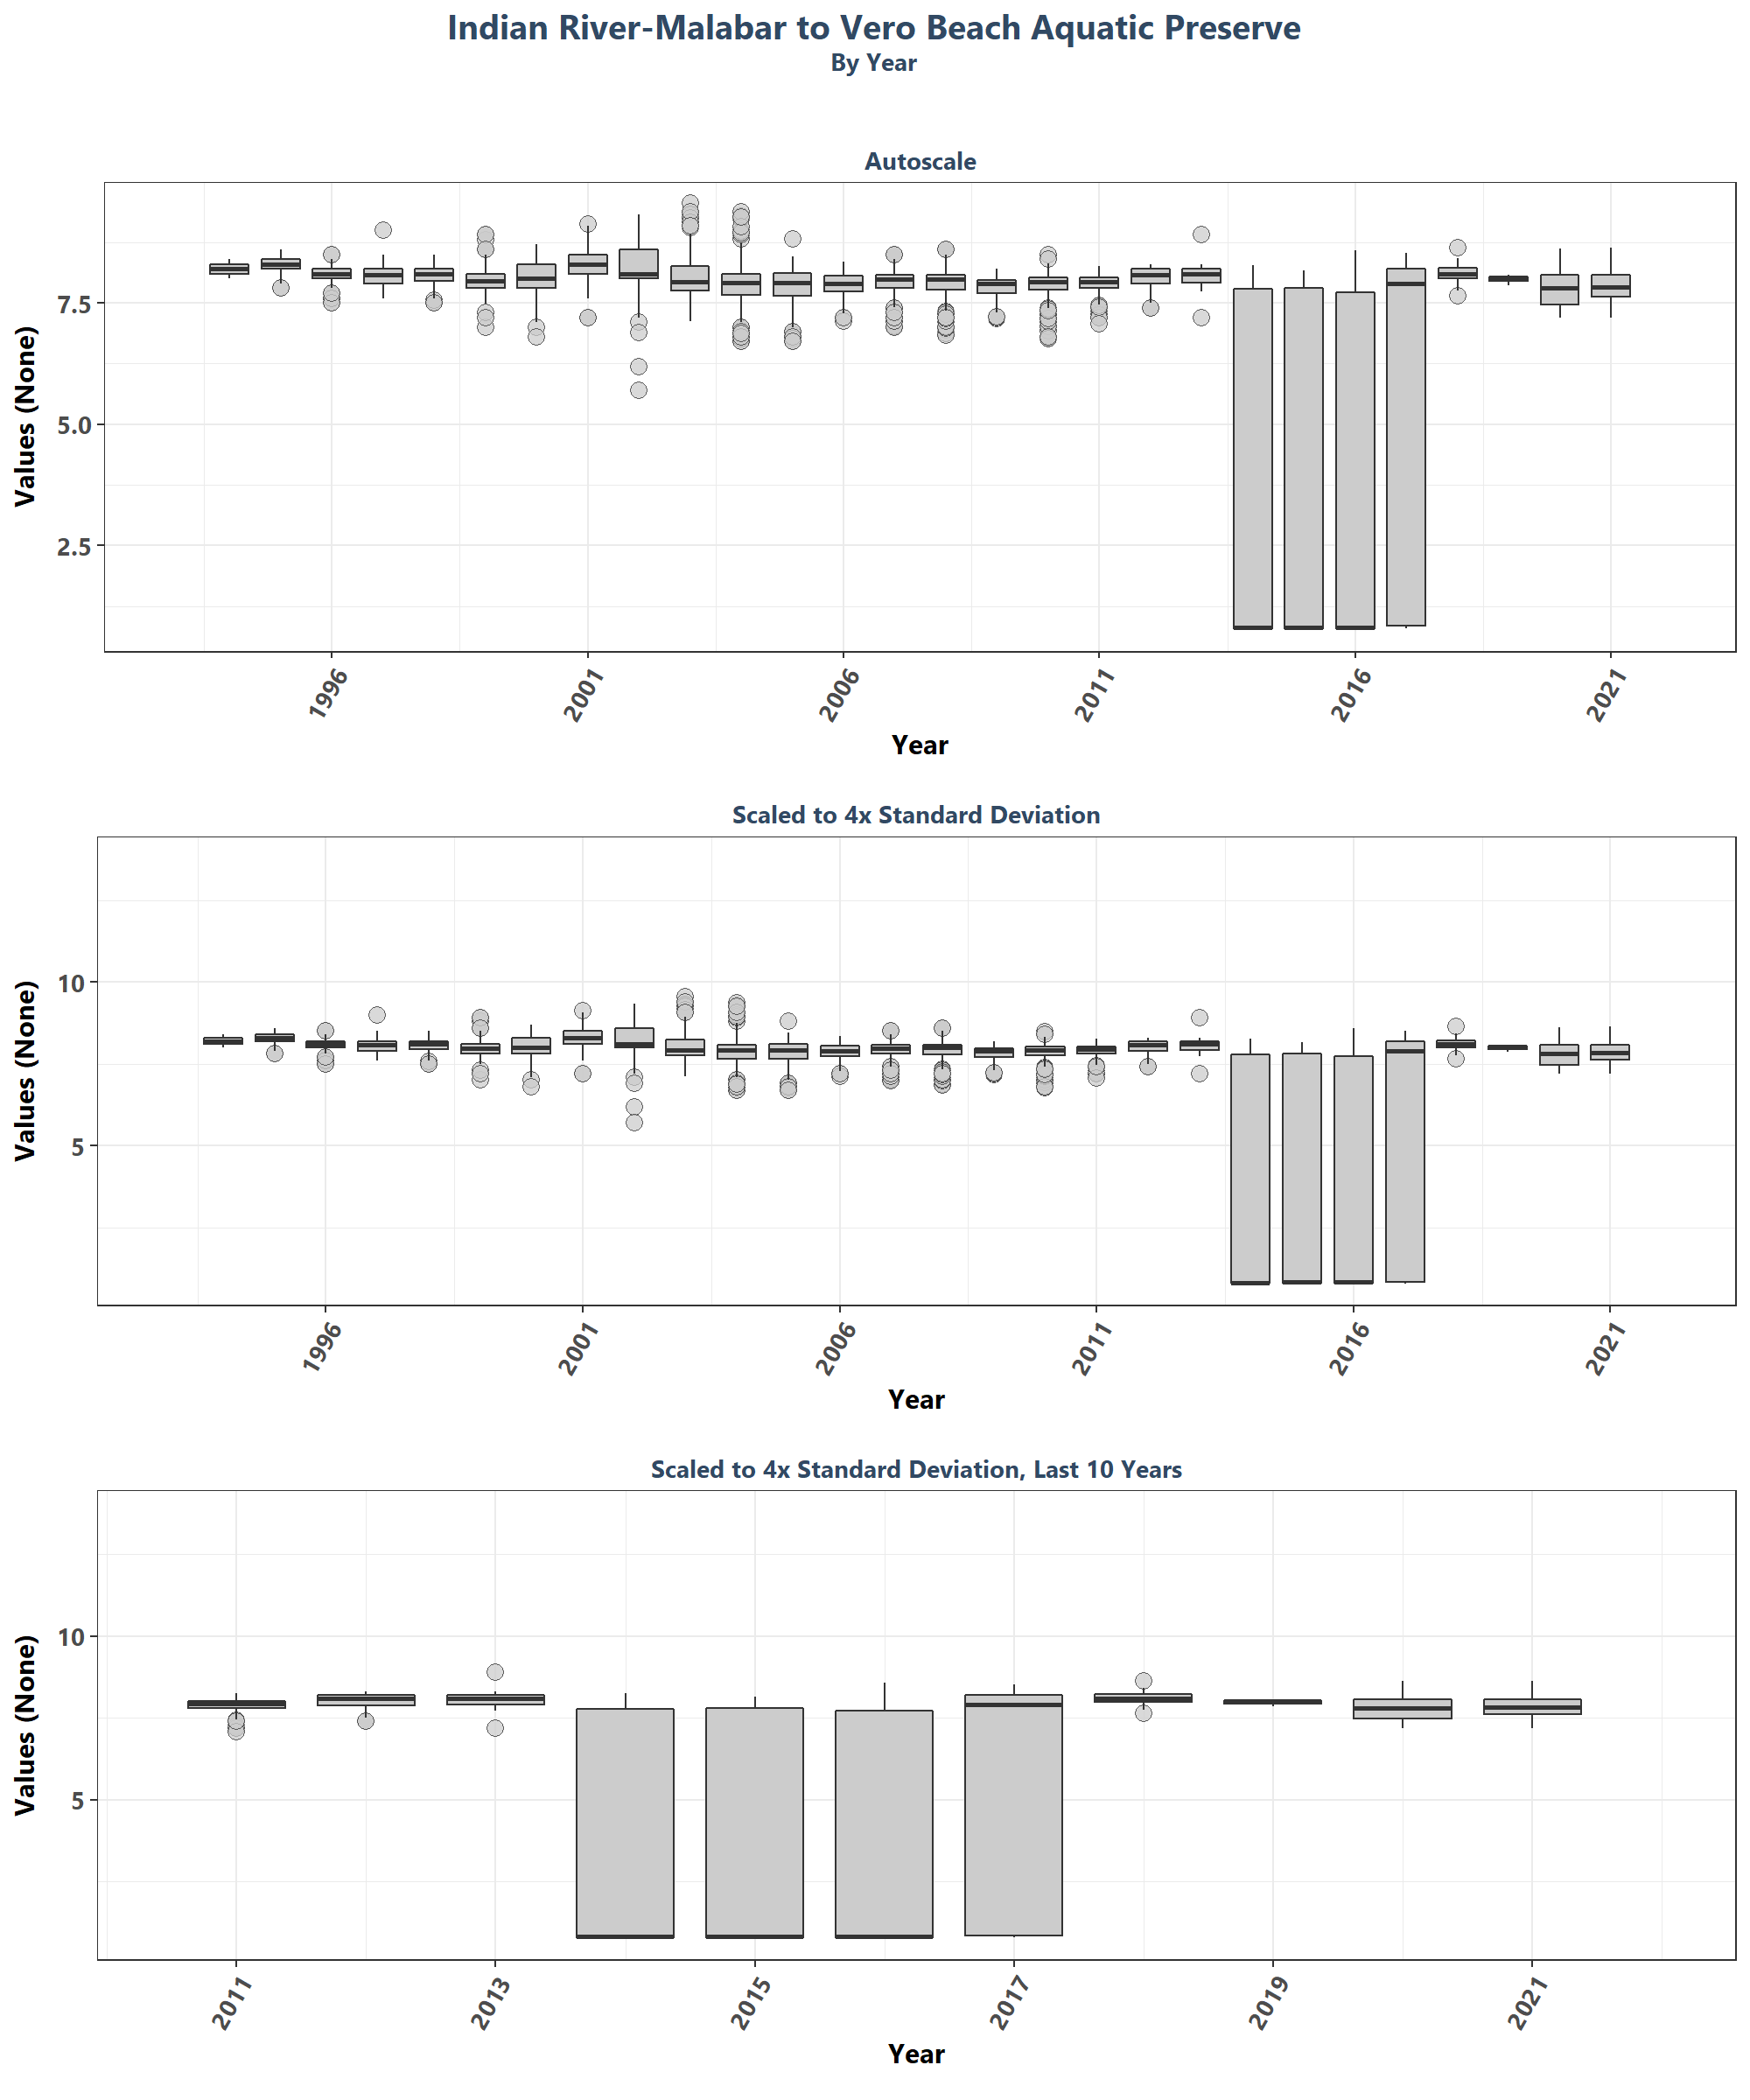 Indian River-Malabar to Vero Beach Aquatic Preserve
By Year
Autoscale
Values (None)
7.5
5.0
2.5
1996
2001
2006
2011
2016
2021
Year
Scaled to 4x Standard Deviation
Values (None)
10
5
1996
2001
2006
2011
2016
2021
Year
Scaled to 4x Standard Deviation, Last 10 Years
Values (None)
10
5
2011
2013
2015
2017
2019
2021
Year